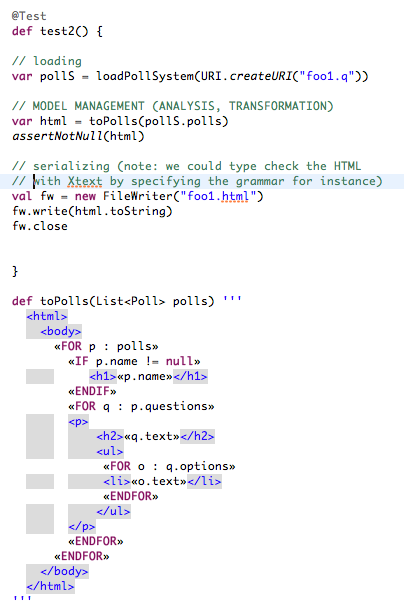 @Test
def test2() {
// loading
var pollS = loadPollSystem(URI.createURI("foo1.q"))
// MODEL MANAGEMENT (ANALYSIS, TRANSFORMATION)
var html = toPolls(pollS.polls)
assertNotNull(html)
// serializing (note: we could type check the HTML
// with Xtext by specifying the grammar for instance)
val fw = new FileWriter("foo1.html")
fw.write(html.toString)
fw.close
}
def toPolls(List<Poll> polls) '''
<html>
<body>
«FOR p : polls»
«IF p.name != null»
<h1>«p.name»</h1>
«ENDIF»
«FOR q : p.questions»
<p>
<h2>«q.text»</h2>
<ul>
«FOR o : q.options»
<li>«o.text»</li>
«ENDFOR»
</ul>
</p>
«ENDFOR»
«ENDFOR»
</body>
</html>
'''